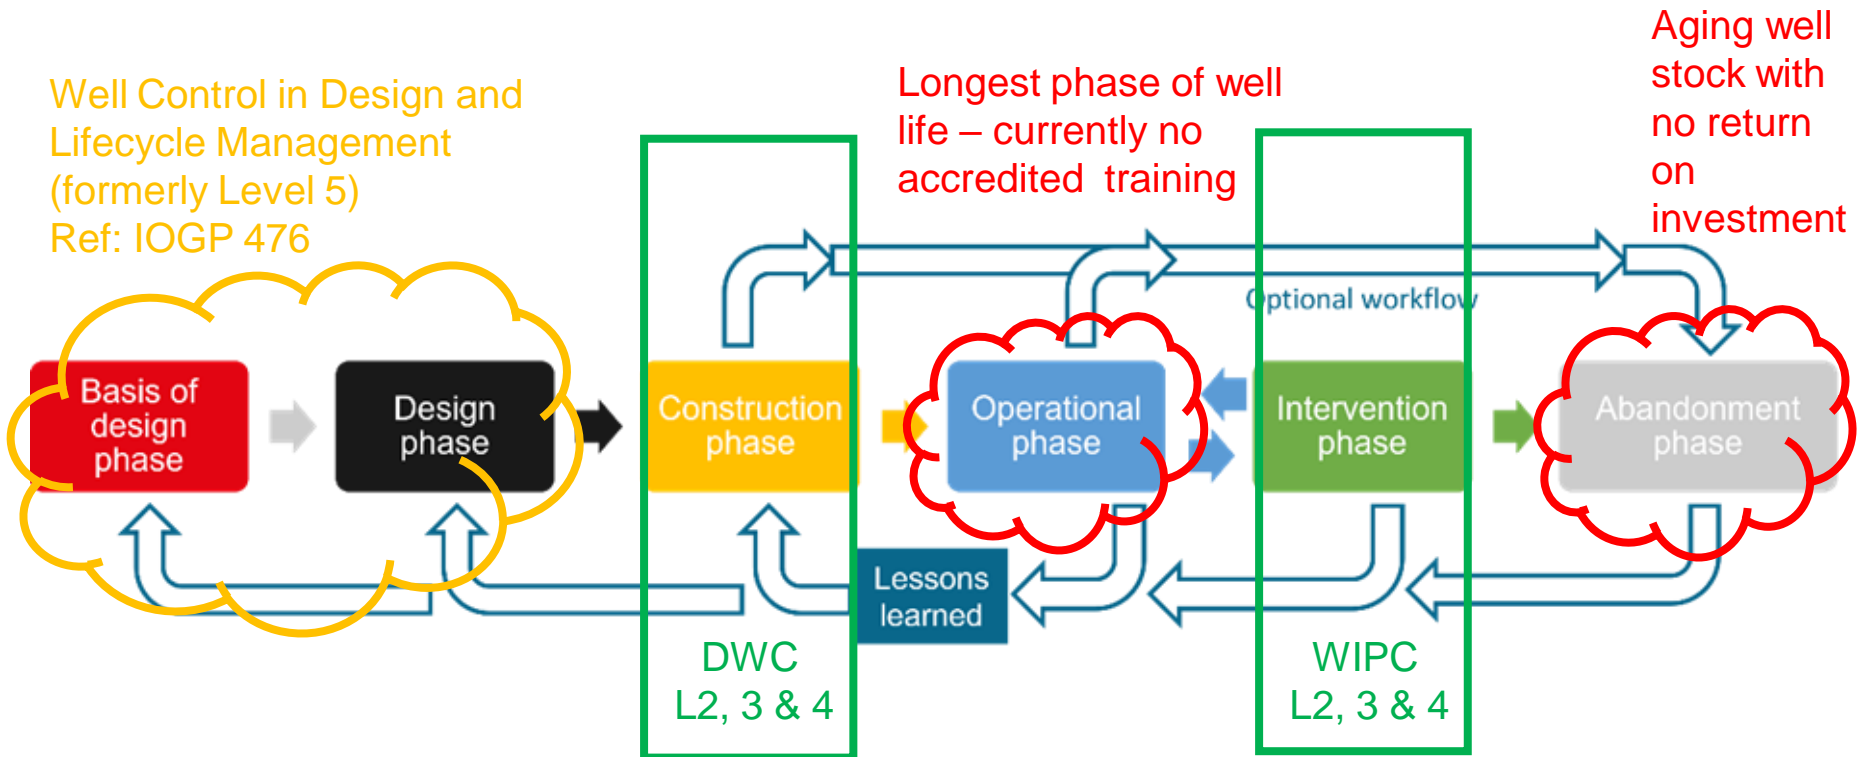 Well Control in Design and
Lifecycle Management
(formerly Level 5)
Ref: IOGP 476
Longest phase of well
life – currently no
accredited training
Aging well
stock with
no return
on
investment
Optional workflow
Basis of
design
phase
Design
phase
Construction
phase
Operational
phase
Intervention
phase
Abandonment
phase
Lessons
learned
DWC
L2, 3 & 4
WIPC
L2, 3 & 4